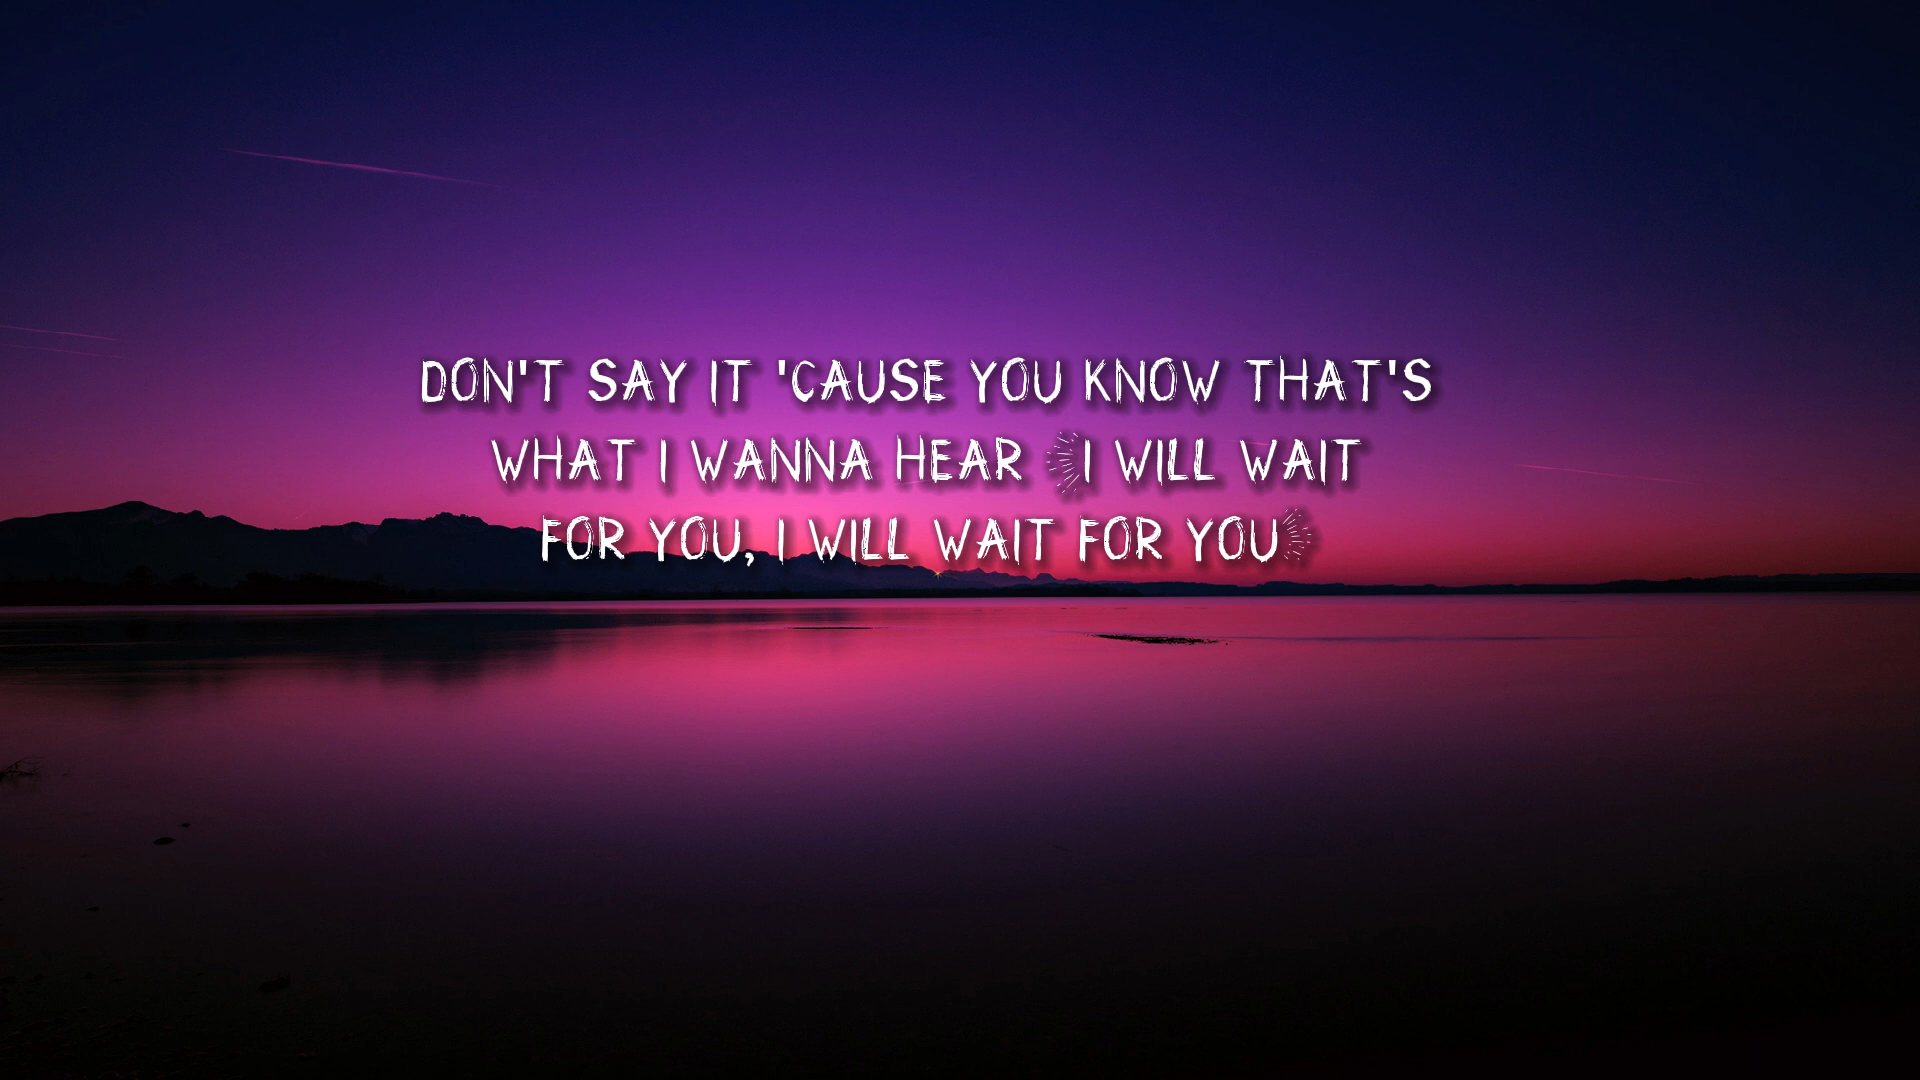 DON'T SAY IT 'CAUSE YOU KNOW THAT'S
WHAT I WANNA HEAR (I WILL WAIT
FOR YOU, I WILL WAIT FOR YOU)